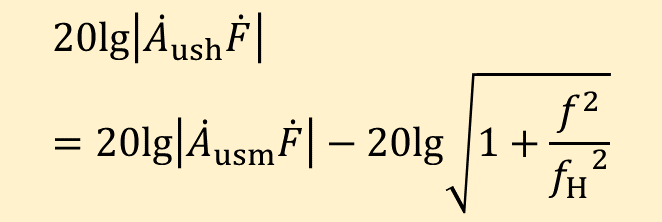 20lg|Ȧ_ush Ḟ|
= 20lg|Ȧ_usm Ḟ| − 20lg √(1 + f²/f_H²)